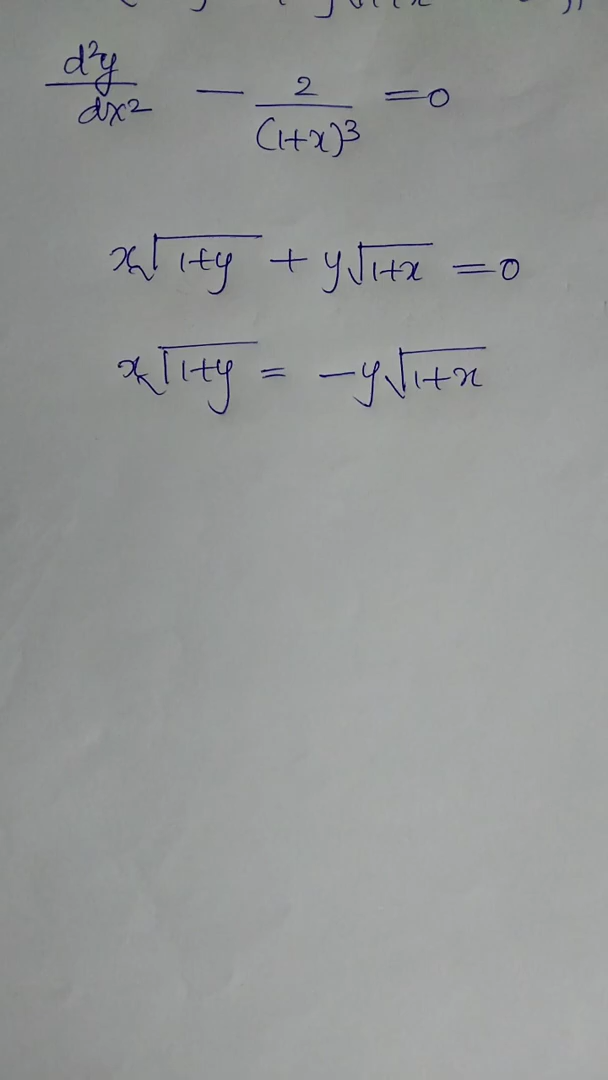 d²y/dx² - 2/(1+x)³ = 0
x√(1+y) + y√(1+x) = 0
x√(1+y) = -y√(1+x)